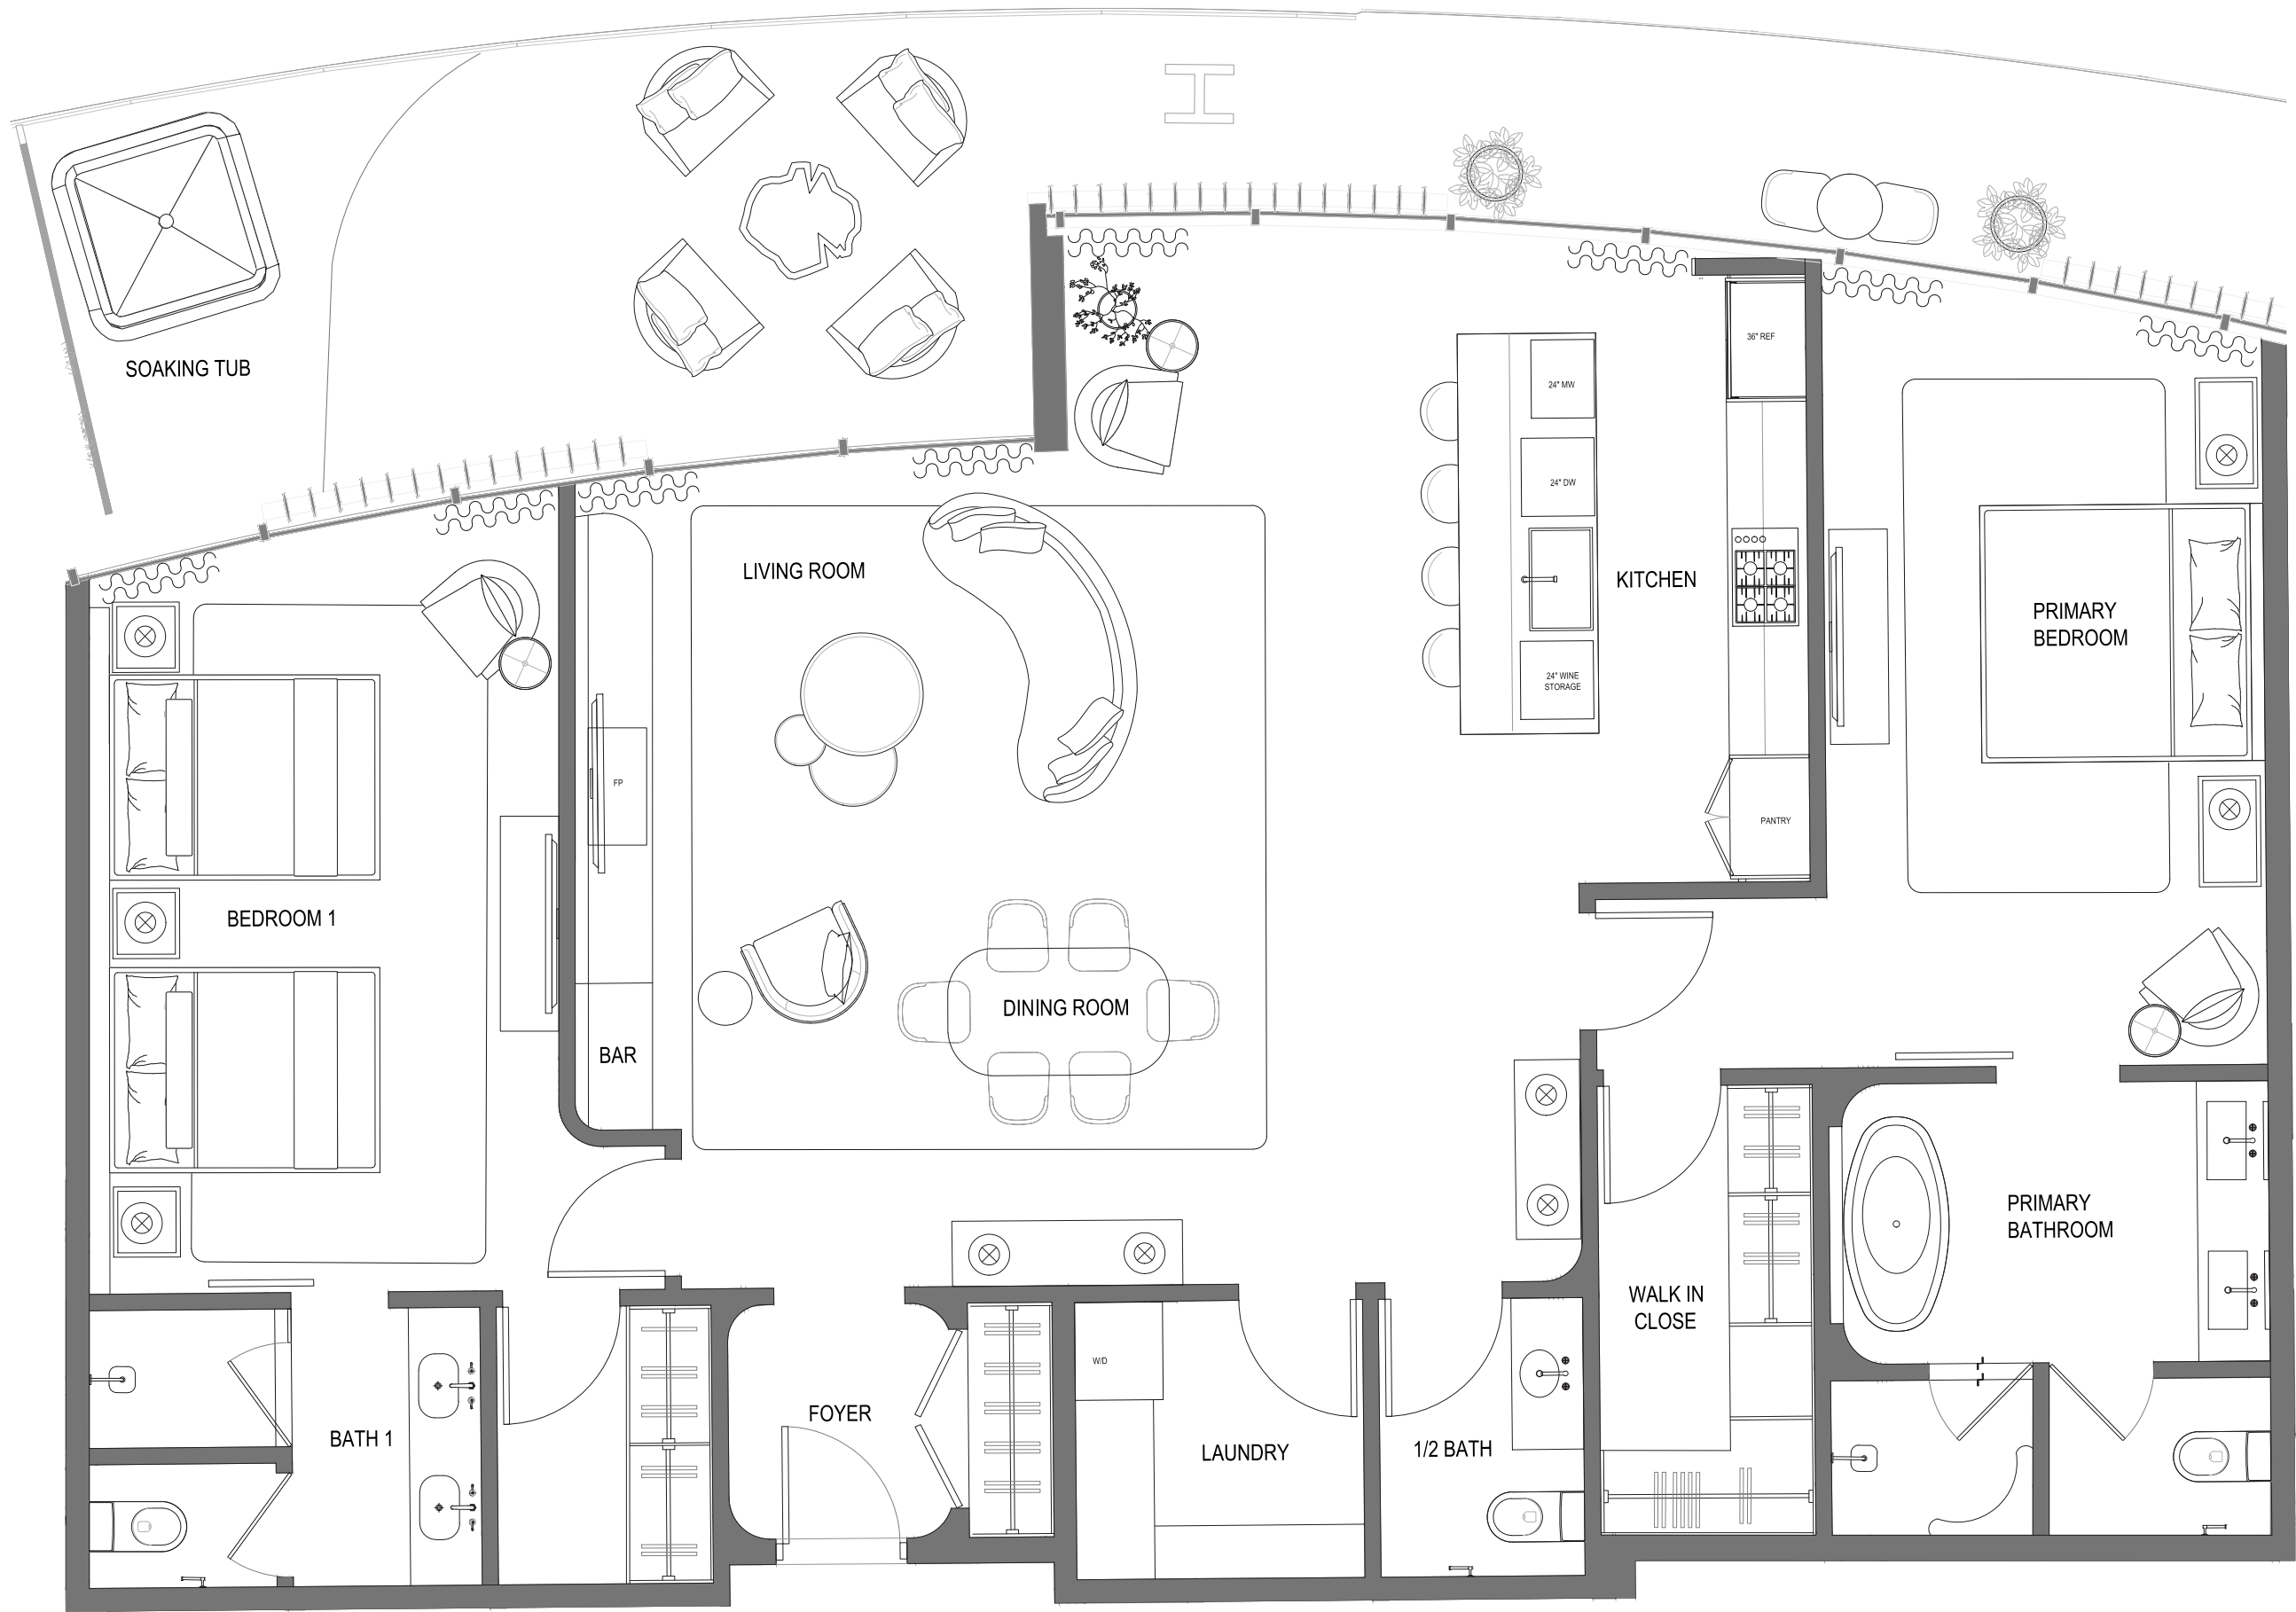 SOAKING TUB
36" REF
24" MW
24" DW
LIVING ROOM
KITCHEN
PRIMARY
BEDROOM
24" WINE
STORAGE
FP
PANTRY
BEDROOM 1
DINING ROOM
BAR
PRIMARY
BATHROOM
WALK IN
CLOSE
W/D
FOYER
BATH 1
LAUNDRY
1/2 BATH